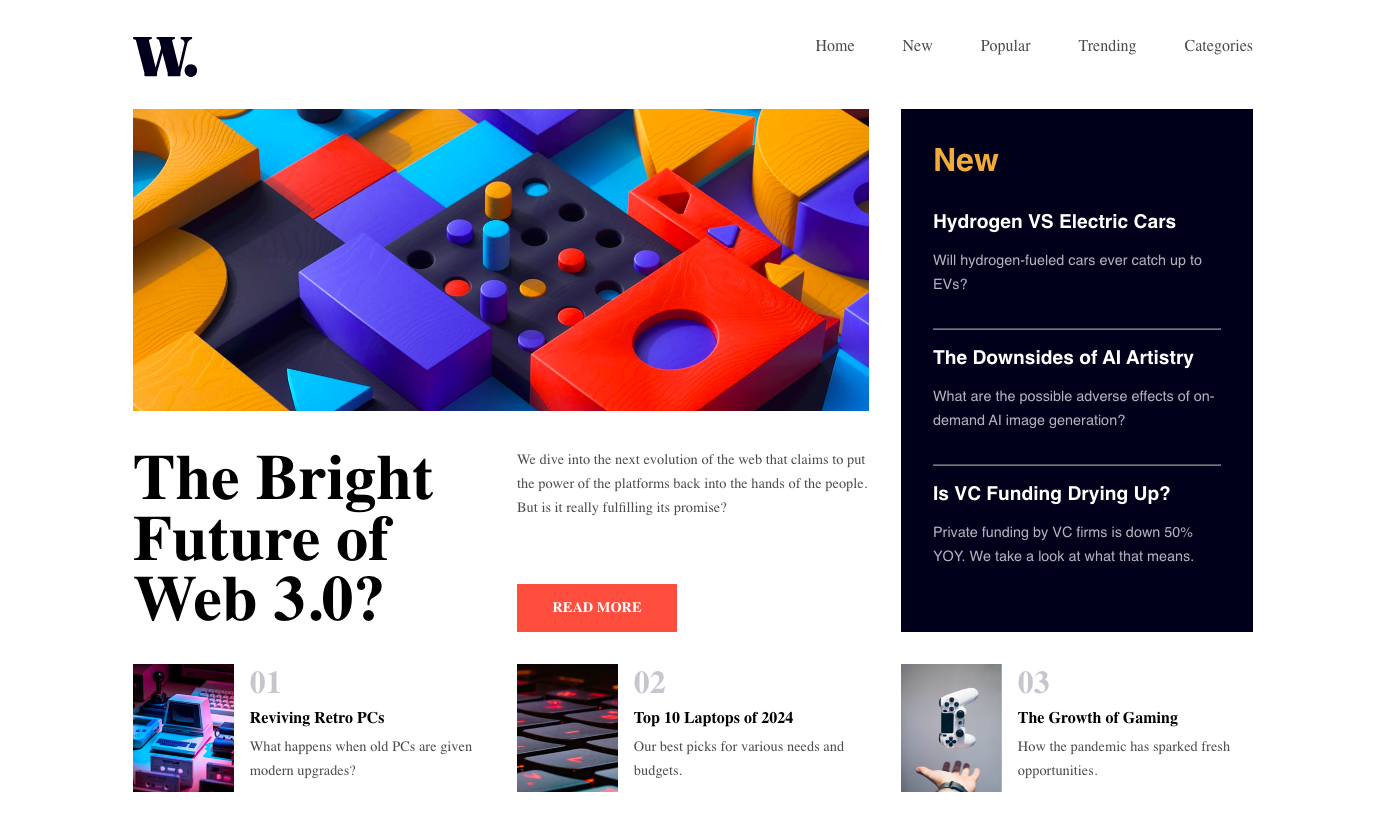 W.
Home New Popular Trending Categories
The Bright
Future of
Web 3.0?
We dive into the next evolution of the web that claims to put
the power of the platforms back into the hands of the people.
But is it really fulfilling its promise?
READ MORE
New
Hydrogen VS Electric Cars
Will hydrogen-fueled cars ever catch up to
EVs?
The Downsides of AI Artistry
What are the possible adverse effects of on-
demand AI image generation?
Is VC Funding Drying Up?
Private funding by VC firms is down 50%
YOY. We take a look at what that means.
01
Reviving Retro PCs
What happens when old PCs are given
modern upgrades?
02
Top 10 Laptops of 2024
Our best picks for various needs and
budgets.
03
The Growth of Gaming
How the pandemic has sparked fresh
opportunities.